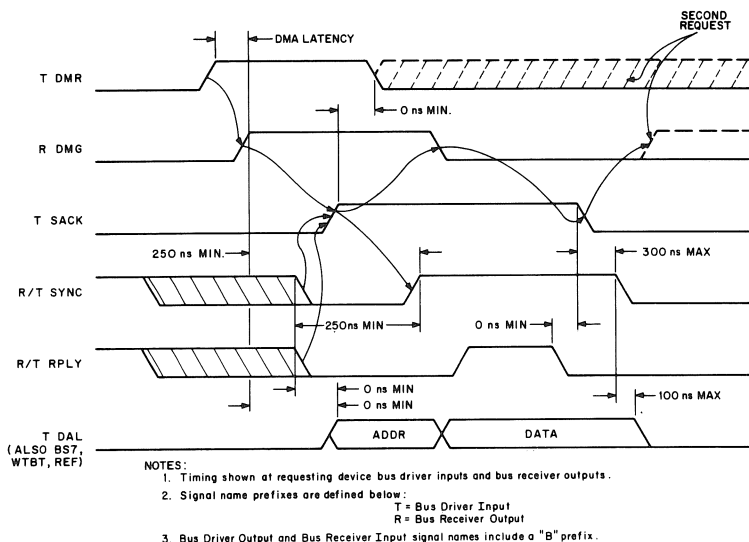 SECOND
REQUEST
DMA LATENCY
T DMR
0 ns MIN.
R DMG
T SACK
250 ns MIN.
300 ns MAX
R/T SYNC
250ns MIN
0 ns MIN
R/T RPLY
0 ns MIN
0 ns MIN
100 ns MAX
T DAL
(ALSO BS7,
WTBT, REF)
ADDR
DATA
NOTES:
1. Timing shown at requesting device bus driver inputs and bus receiver outputs.
2. Signal name prefixes are defined below:
T = Bus Driver Input
R = Bus Receiver Output
3. Bus Driver Output and Bus Receiver Input signal names include a "B" prefix.